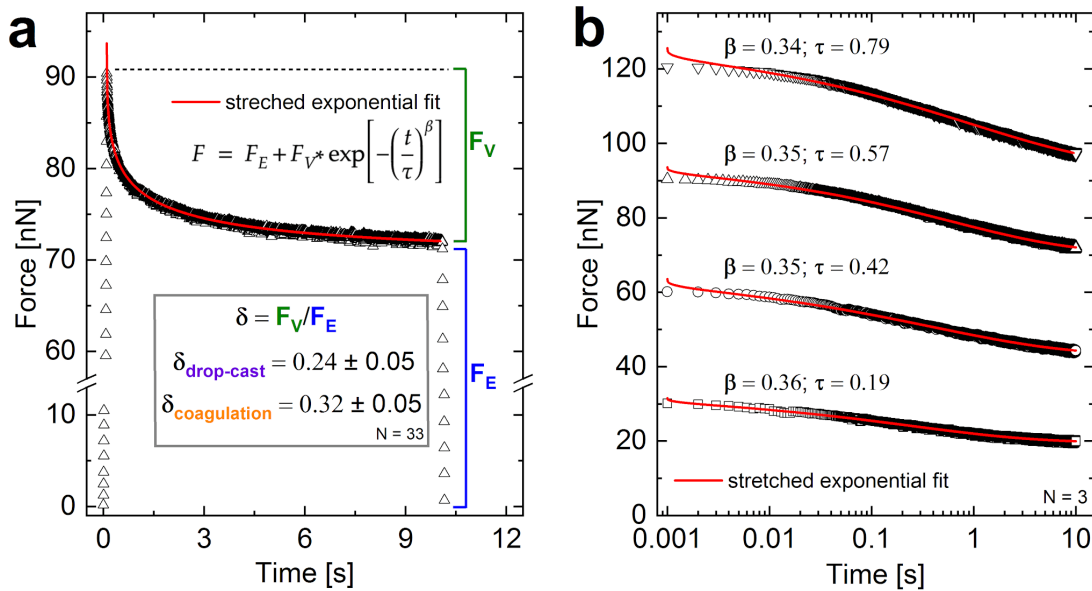 a
90
80
70
60
10
0
Force [nN]
0
3
6
9
12
Time [s]
streched exponential fit
F = F_E + F_V* exp[-(t/τ)^β]
F_V
F_E
δ = F_V/F_E
δ_drop-cast = 0.24 ± 0.05
δ_coagulation = 0.32 ± 0.05
N = 33
b
120
100
80
60
40
20
0
Force [nN]
β = 0.34; τ = 0.79
β = 0.35; τ = 0.57
β = 0.35; τ = 0.42
β = 0.36; τ = 0.19
stretched exponential fit
N = 3
0.001
0.01
0.1
1
10
Time [s]